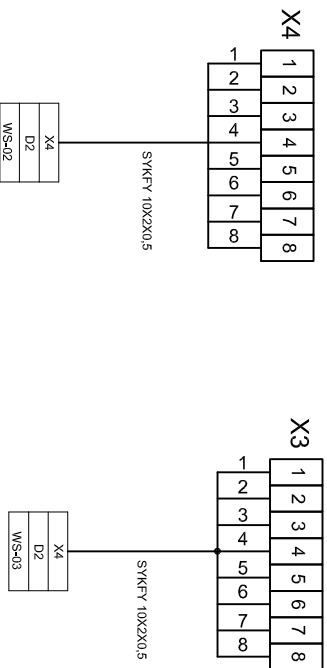 X4
1 2 3 4 5 6 7 8
1 2 3 4 5 6 7 8
SYKFY 10X2X0,5
X4
D2
WS-02
X3
1 2 3 4 5 6 7 8
1 2 3 4 5 6 7 8
SYKFY 10X2X0,5
X4
D2
WS-03